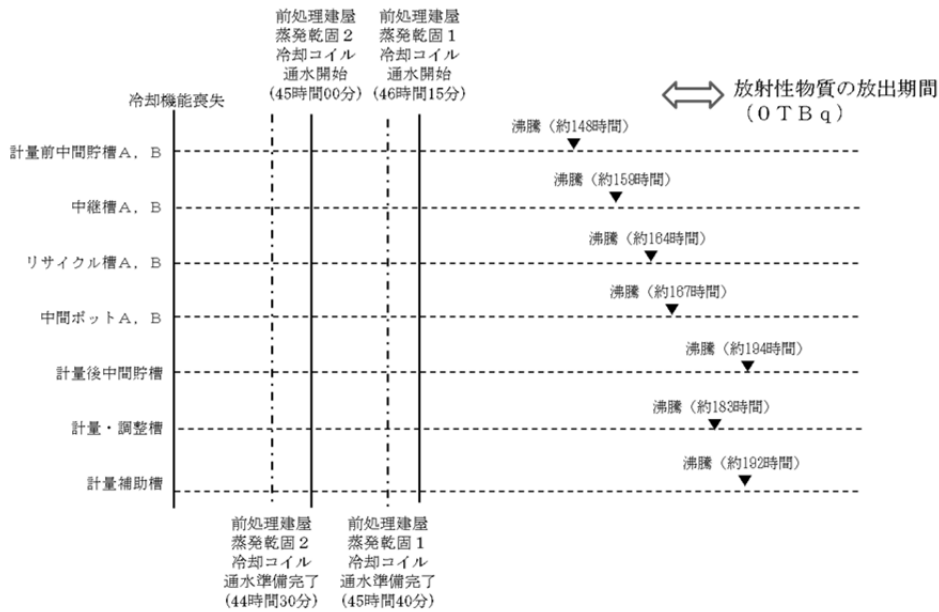 前処理建屋
蒸発乾固２
冷却コイル
通水開始
(45時間00分)
前処理建屋
蒸発乾固１
冷却コイル
通水開始
(46時間15分)
放射性物質の放出期間
（０ＴＢｑ）
冷却機能喪失
沸騰（約148時間）
計量前中間貯槽Ａ，Ｂ
沸騰（約159時間）
中継槽Ａ，Ｂ
沸騰（約164時間）
リサイクル槽Ａ，Ｂ
沸騰（約167時間）
中間ポットＡ，Ｂ
沸騰（約194時間）
計量後中間貯槽
沸騰（約183時間）
計量・調整槽
沸騰（約192時間）
計量補助槽
前処理建屋
蒸発乾固２
冷却コイル
通水準備完了
(44時間30分)
前処理建屋
蒸発乾固１
冷却コイル
通水準備完了
(45時間40分)